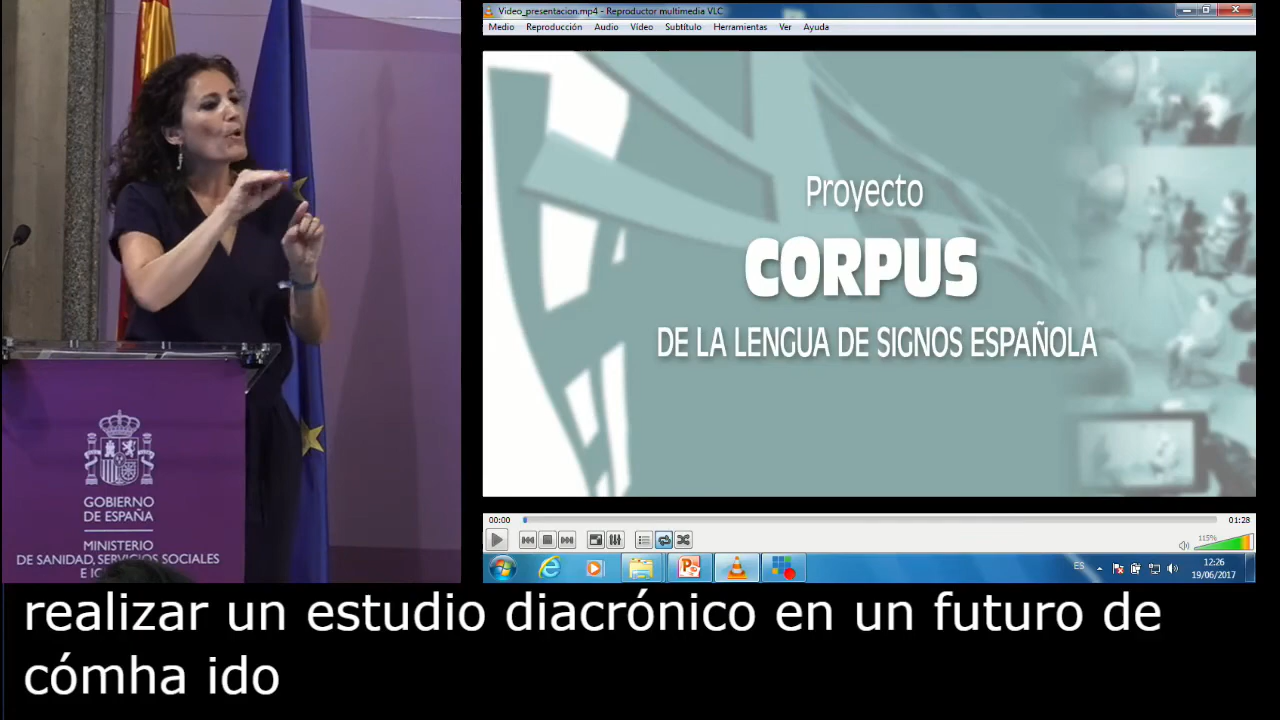 Video_presentacion.mp4 - Reproductor multimedia VLC
Medio Reproducción Audio Vídeo Subtítulo Herramientas Ver Ayuda
Proyecto
CORPUS
DE LA LENGUA DE SIGNOS ESPAÑOLA
00:00 01:28
115%
ES 12:26
19/06/2017
GOBIERNO
DE ESPAÑA
MINISTERIO
DE SANIDAD, SERVICIOS SOCIALES
E
realizar un estudio diacrónico en un futuro de
cómha ido